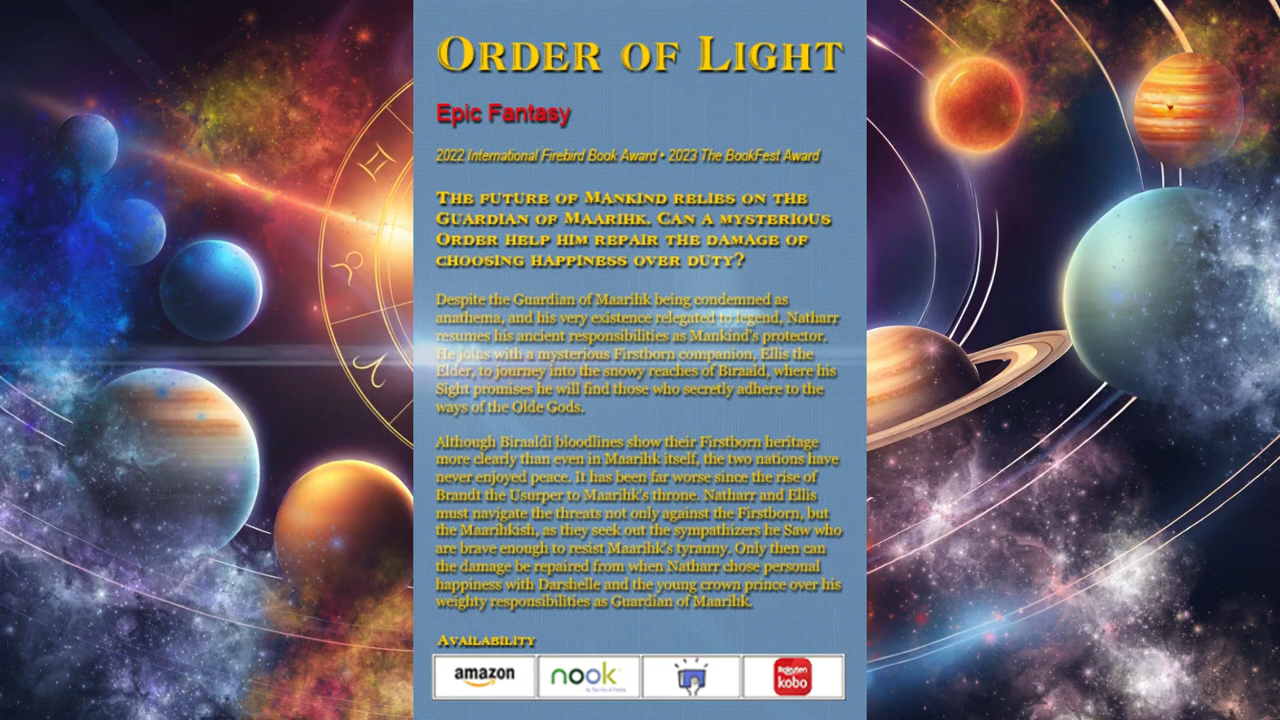 Order of Light
Epic Fantasy
2022 International Firebird Book Award • 2023 The BookFest Award
The future of Mankind relies on the
Guardian of Maarihk. Can a mysterious
Order help him repair the damage of
choosing happiness over duty?
Despite the Guardian of Maarihk being condemned as
anathema, and his very existence relegated to legend, Natharr
resumes his ancient responsibilities as Mankind's protector.
He joins with a mysterious Firstborn companion, Ellis the
Elder, to journey into the snowy reaches of Biraald, where his
Sight promises he will find those who secretly adhere to the
ways of the Olde Gods.
Although Biraaldi bloodlines show their Firstborn heritage
more clearly than even in Maarihk itself, the two nations have
never enjoyed peace. It has been far worse since the rise of
Brandt the Usurper to Maarihk's throne. Natharr and Ellis
must navigate the threats not only against the Firstborn, but
the Maarihkish, as they seek out the sympathizers he Saw who
are brave enough to resist Maarihk's tyranny. Only then can
the damage be repaired from when Natharr chose personal
happiness with Darshelle and the young crown prince over his
weighty responsibilities as Guardian of Maarihk.
Availability
amazon
nook
by Barnes & Noble
Rakuten
kobo